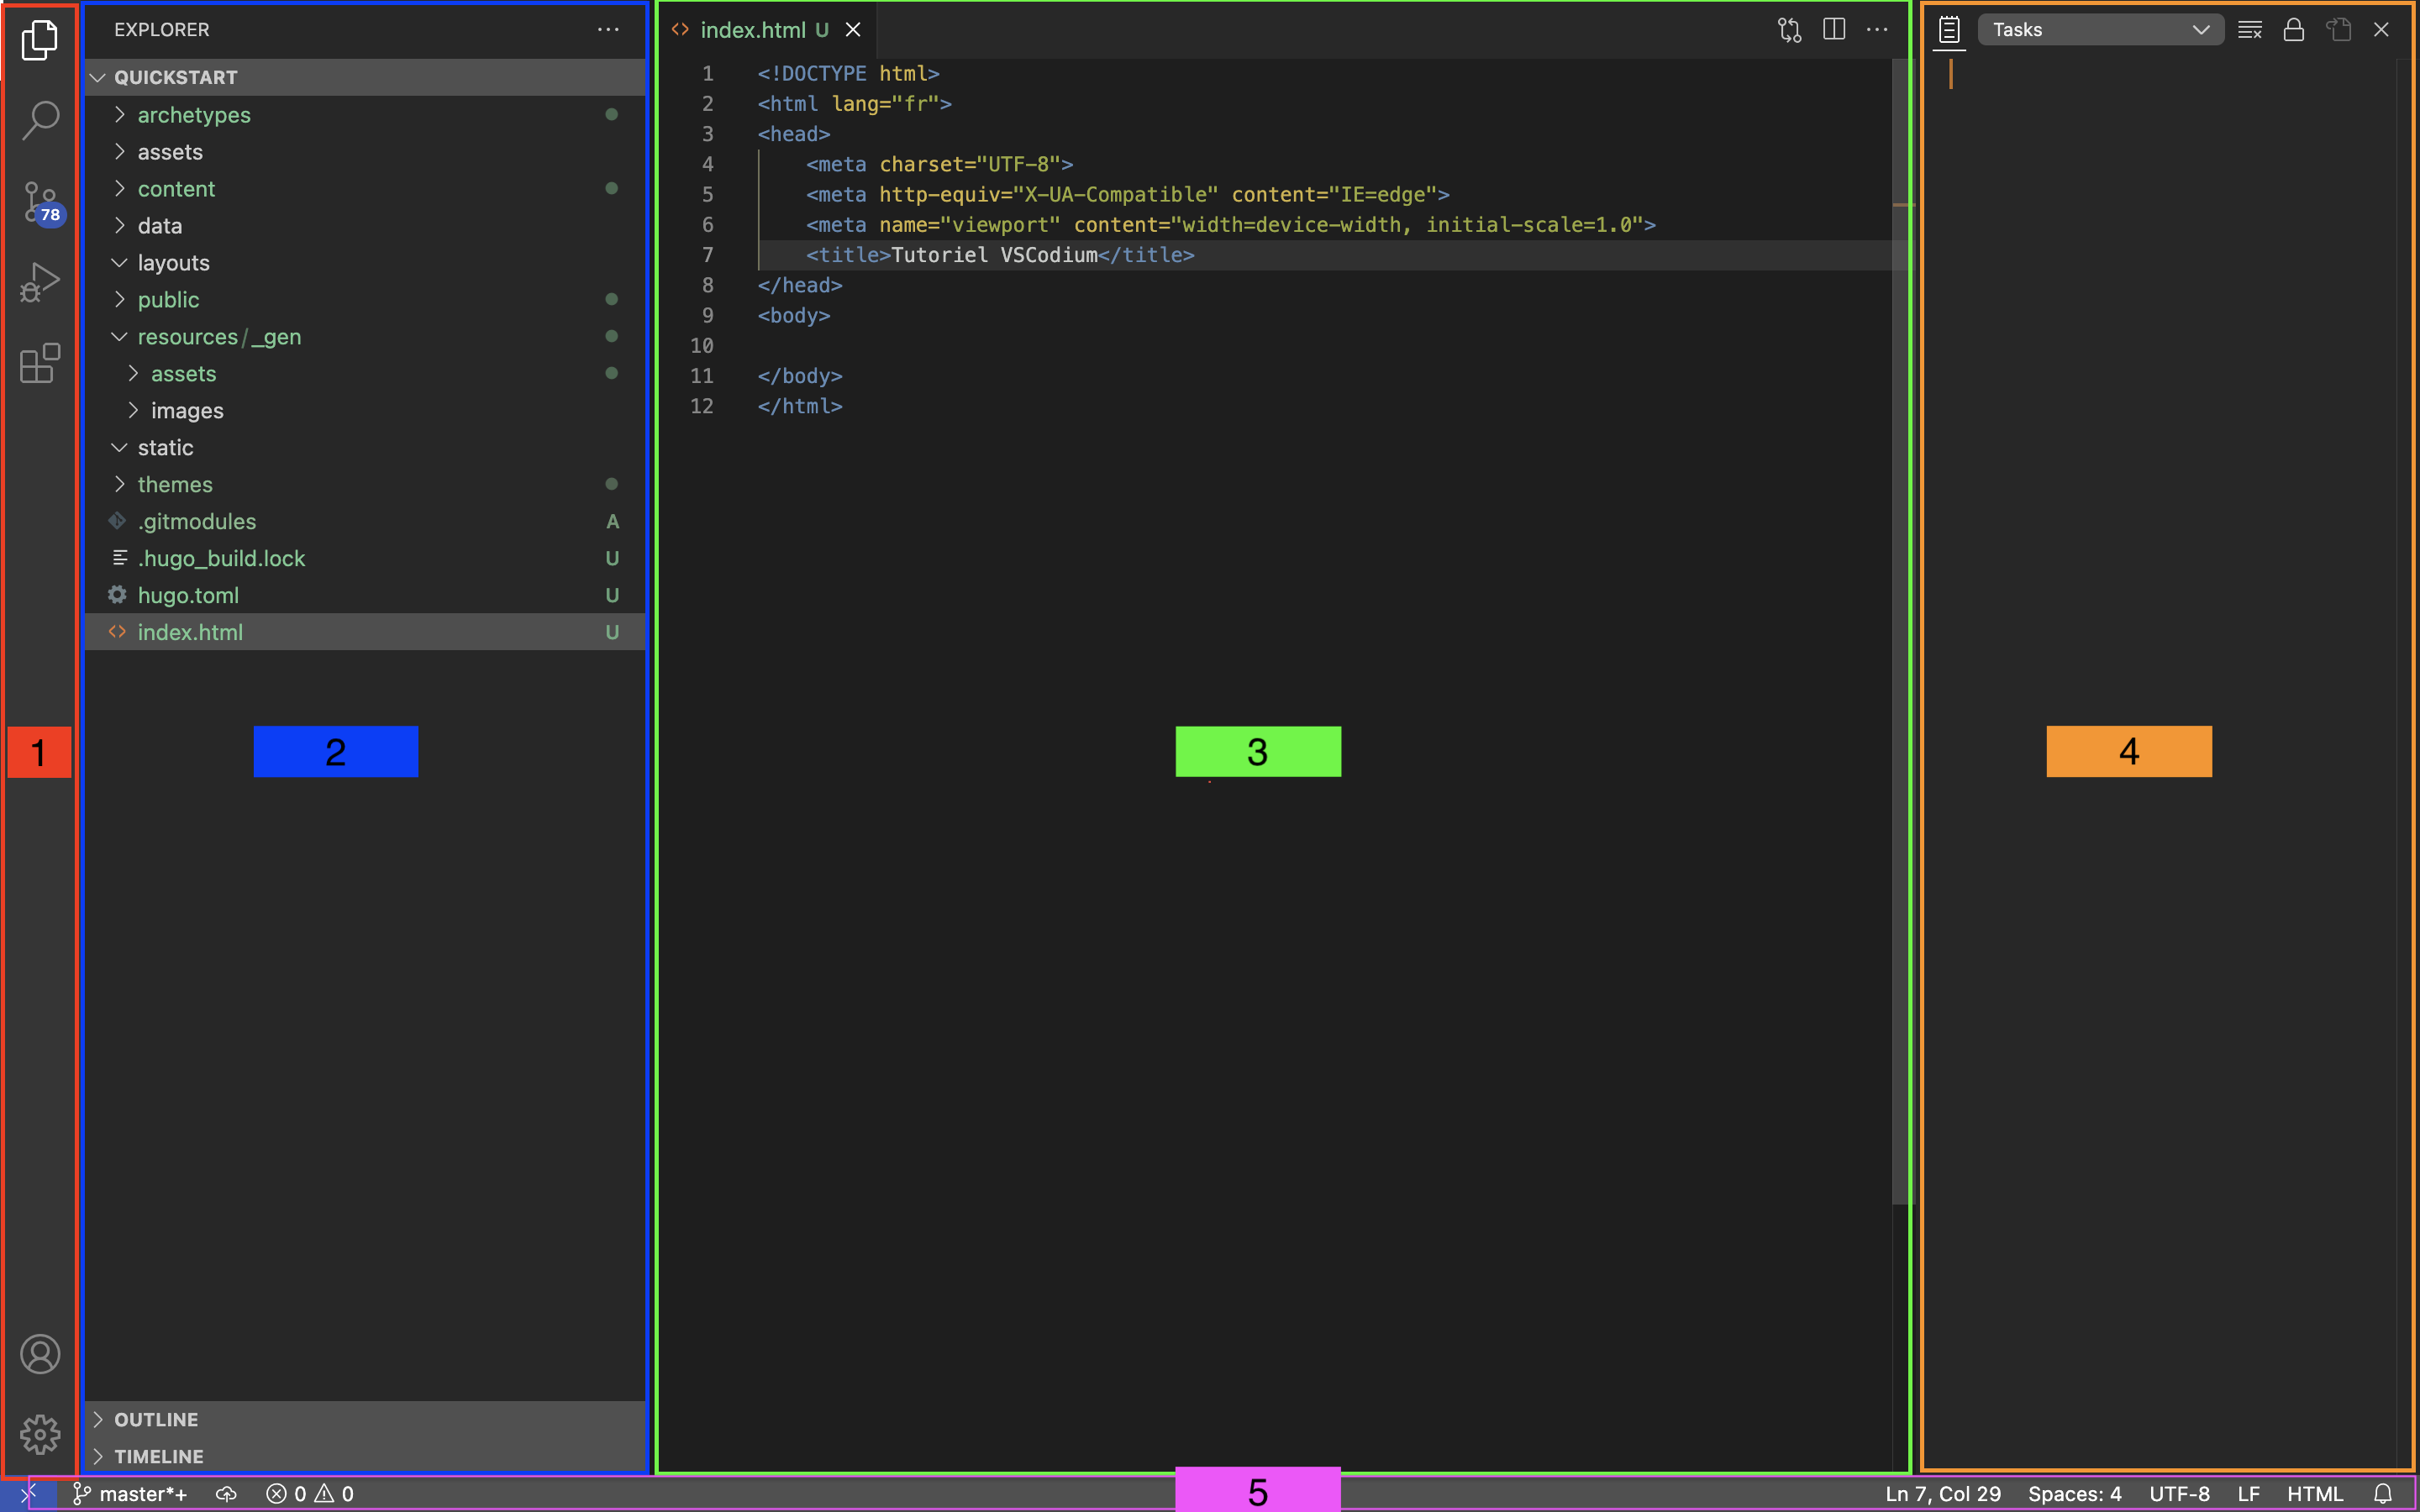 EXPLORER
QUICKSTART
archetypes
assets
content
data
layouts
public
resources/_gen
assets
images
static
themes
.gitmodules A
.hugo_build.lock U
hugo.toml U
index.html U
OUTLINE
TIMELINE
78
1
2
index.html U
1 <!DOCTYPE html>
2 <html lang="fr">
3 <head>
4 <meta charset="UTF-8">
5 <meta http-equiv="X-UA-Compatible" content="IE=edge">
6 <meta name="viewport" content="width=device-width, initial-scale=1.0">
7 <title>Tutoriel VSCodium</title>
8 </head>
9 <body>
10
11 </body>
12 </html>
3
Tasks
4
master*+ 0 0
5
Ln 7, Col 29 Spaces: 4 UTF-8 LF HTML